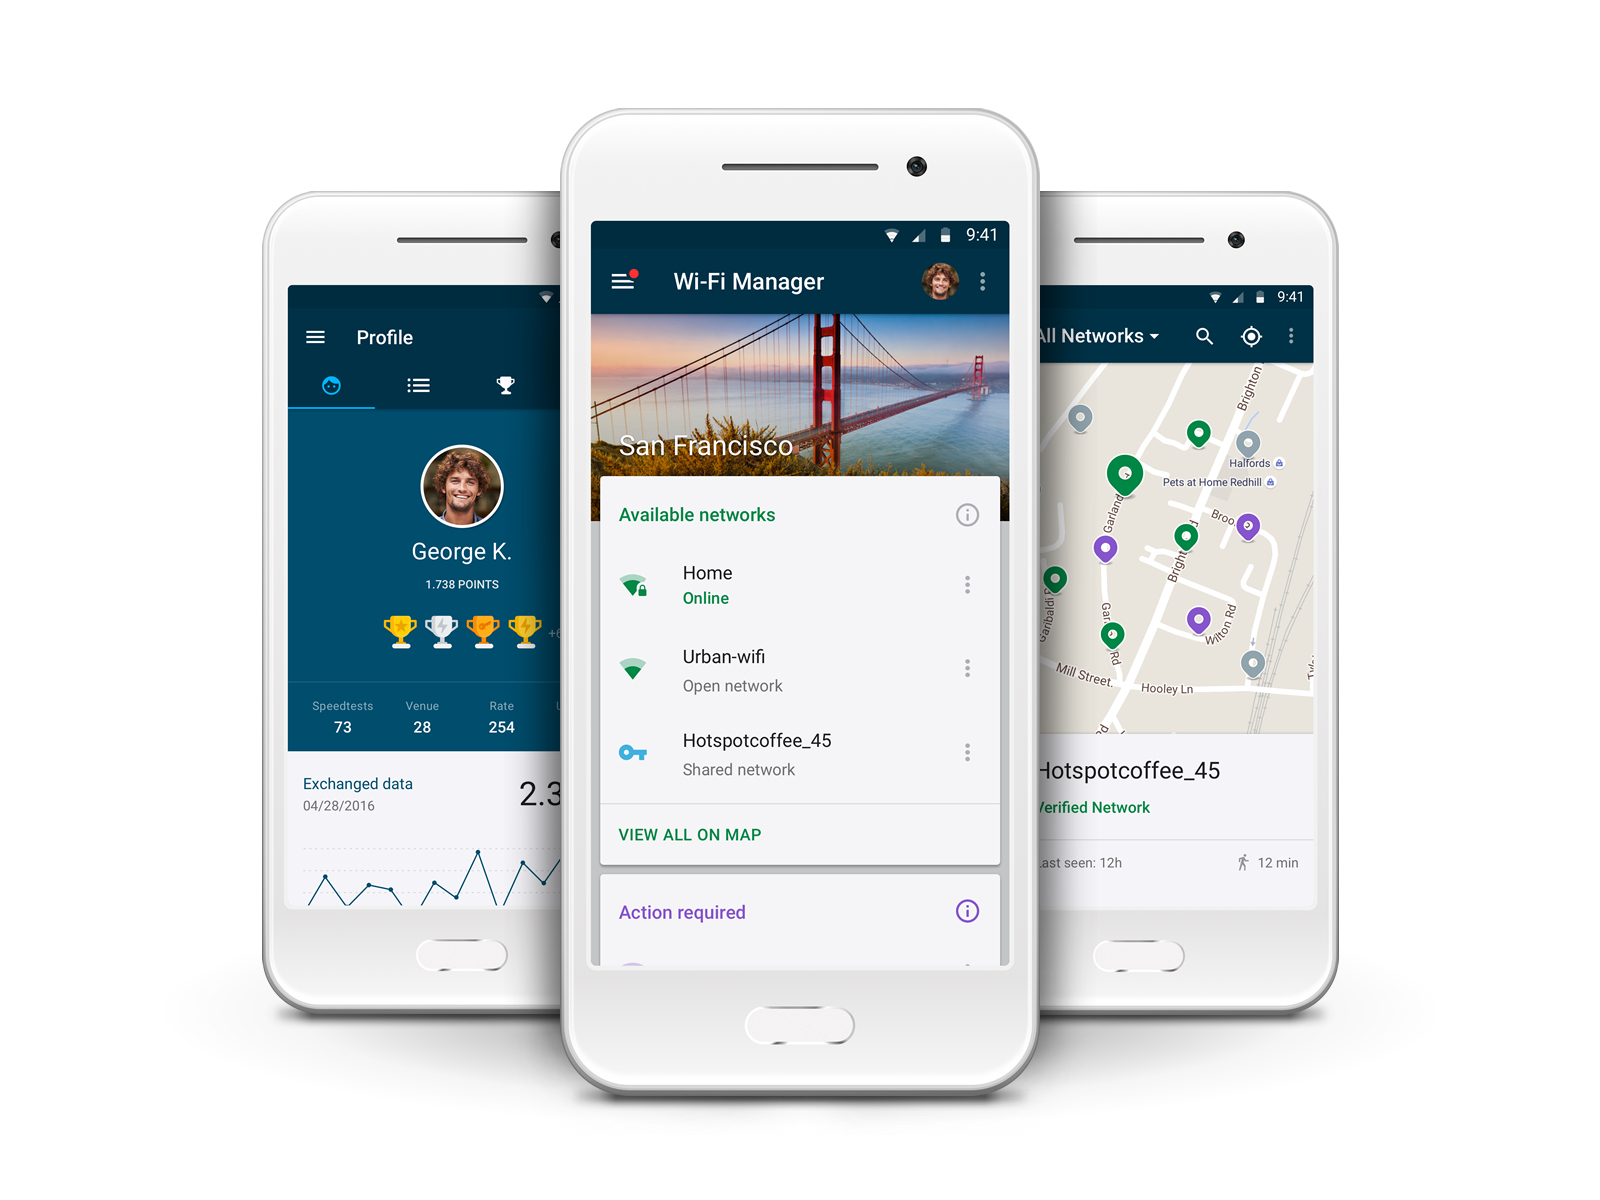 Profile
George K.
1.738 POINTS
Speedtests
Venue
Rate
73
28
254
Exchanged data
04/28/2016
2.3
9:41
Wi-Fi Manager
San Francisco
Available networks
Home
Online
Urban-wifi
Open network
Hotspotcoffee_45
Shared network
VIEW ALL ON MAP
Action required
9:41
All Networks
Brighton
Halfords
Pets at Home Redhill
Garland
Broo
Bright
d
Garibaldi
Gar
Rd
Wilton Rd
Mill Street.
Hooley Ln
Rd
Hotspotcoffee_45
Verified Network
Last seen: 12h
12 min